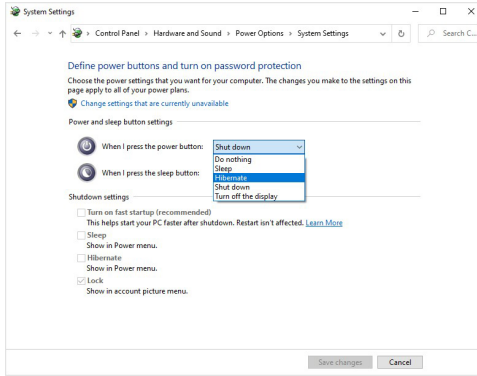 System Settings
Control Panel > Hardware and Sound > Power Options > System Settings
Search C...
Define power buttons and turn on password protection
Choose the power settings that you want for your computer. The changes you make to the settings on this
page apply to all of your power plans.
Change settings that are currently unavailable
Power and sleep button settings
When I press the power button: Shut down
Do nothing
Sleep
When I press the sleep button: Hibernate
Shut down
Turn off the display
Shutdown settings
Turn on fast startup (recommended)
This helps start your PC faster after shutdown. Restart isn't affected. Learn More
Sleep
Show in Power menu.
Hibernate
Show in Power menu.
Lock
Show in account picture menu.
Save changes Cancel